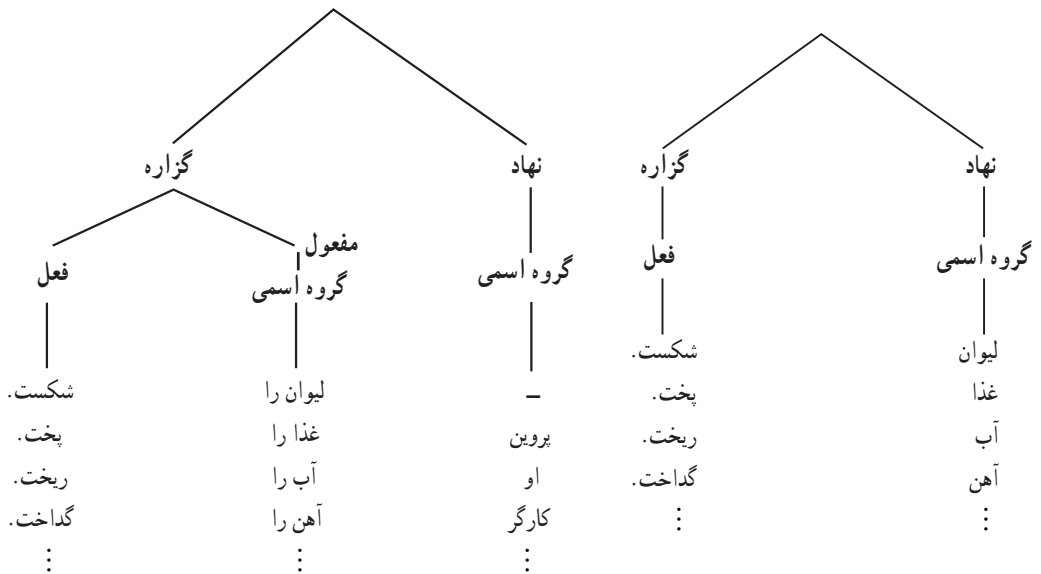 نهاد گزاره
گروه اسمی فعل
لیوان شکست.
غذا پخت.
آب ریخت.
آهن گداخت.
⋮ ⋮
نهاد گزاره
گروه اسمی مفعول
گروه اسمی فعل
– لیوان را شکست.
پروین غذا را پخت.
او آب را ریخت.
کارگر آهن را گداخت.
⋮ ⋮ ⋮